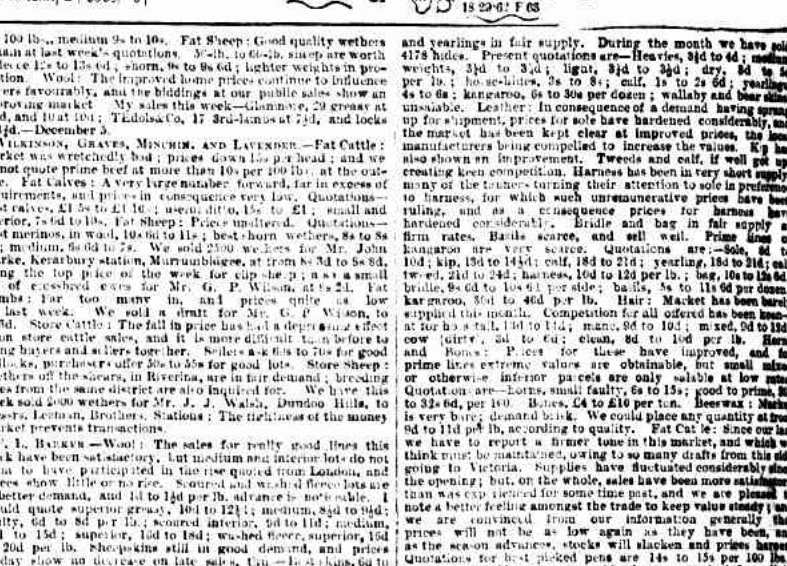 18 29-6? F 63
100 lbs., medium 9s to 10s. Fat Sheep: Good quality wethers
at last week's quotations. 56-lb. to 60-lb. sheep are worth
fleece 12s to 13s 6d; shorn, 8s to 9s 6d; lighter weights in pro-
tion. Wool: The improved home prices continue to influence
ers favourably, and the biddings at our public sales show an
proving market My sales this week—Glanmore, 29 greasy at
d, and 10 at 10d; T&Dols&Co, 17 3rd-lambs at 7½d, and locks
½d.—December 5.
WILKINSON, GRAVES, MINCHIN, AND LAVENDER.—Fat Cattle:
rket was wretchedly bad; prices down 15s per head; and we
not quote prime beef at more than 10s per 100 lb. at the out-
e. Fat Calves: A very large number forward, far in excess of
uirements, and prices in consequence very low. Quotations—
st calves, £1 5s to £1 10s; useful ditto, 15s to £1; small and
erior, 7s 6d to 10s. Fat Sheep: Prices unaltered. Quotations—
st merinos, in wool, 10s 6d to 11s; best shorn wethers, 8s to 8s
; medium, 6s 6d to 7s. We sold 2500 wethers for Mr. John
rke, Kerarbury station, Murrumbidgee, at from 8s 3d to 8s 8d,
ing the top price of the week for clip sheep; also a small
of crossbred ewes for Mr. G. P. Wilson, at 8s 2d. Fat
mbs: Far too many in, and prices quite as low
last week. We sold a draft for Mr. G. P. Wilson, to
3d. Store Cattle: The fall in price has had a depressing effect
on store cattle sales, and it is more difficult than before to
ng buyers and sellers together. Sellers ask 65s to 70s for good
locks, purchasers offer 50s to 55s for good lots. Store Sheep:
thers off the shears, in Riverina, are in fair demand; breeding
es from the same district are also inquired for. We have this
ek sold 2000 wethers for Mr. J. J. Walsh, Dundoo Hills, to
ssrs. Leeman, Brothers. Stations: The tightness of the money
rket prevents transactions.
L. BARKER.—Wool: The sales for really good lines this
k have been satisfactory, but medium and inferior lots do not
m to have participated in the rise quoted from London, and
ces show little or no rise. Scoured and washed fleece lots are
better demand, and 1d to 1½d per lb. advance is noticeable. I
uld quote superior greasy, 10d to 12½d; medium, 8½d to 9½d;
lty, 6d to 8d per lb.; scoured inferior, 9d to 11d; medium,
d to 15d; superior, 16d to 18d; washed fleece, superior, 16d
20d per lb. Sheepskins still in good demand, and prices
day show no decrease on late sales,
and yearlings in fair supply. During the month we have sold
4178 hides. Present quotations are—Heavies, 3½d to 4d; medium
weights, 3½d to 3¾d; light, 3½d to 3¾d; dry,
per lb.; horse-hides, 3s to 8s; calf, 1s to 2s 6d; yearlings,
4s to 6s; kangaroo, 6s to 30s per dozen; wallaby and bear skins
unsalable. Leather: In consequence of a demand having sprung
up for shipment, prices for sole have hardened considerably, and
the market has been kept clear at improved prices, the local
manufacturers being compelled to increase the values. Kip has
also shown an improvement. Tweeds and calf, if well got up
creating keen competition. Harness has been in very short supply
many of the tanners turning their attention to sole in preference
to harness, for which such unremunerative prices have been
ruling, and as a consequence prices for harness have
hardened considerably. Bridle and bag in fair supply at
firm rates. Basils scarce, and sell well. Prime lines of
kangaroo are very scarce. Quotations are:—Sole, 8d to
10d; kip, 13d to 14½d; calf, 18d to 21d; yearling, 18d to 21d; calf
tweed, 21d to 24d; harness, 10d to 12d per lb.; bag, 10s to 12s 6d
bridle, 9s 6d to 10s 6d per side; basils, 5s to 11s 6d per dozen
kangaroo, 30d to 46d per lb. Hair: Market has been barely
supplied this month. Competition for all offered has been keen—
at for horsetail, 13d to 14d; mane, 9d to 10d; mixed, 9d to 12d
cow (dirty), 3d to 6d; clean, 8d to 10d per lb. Horns
and Bones: Prices for these have improved, and for
prime lines extreme values are obtainable, but small mixed
or otherwise inferior parcels are only salable at low rates
Quotations are—Horns, small faulty, 6s to 15s; good to prime,
to 32s 6d, per 100. Bones, £4 to £10 per ton. Beeswax: Market
is very bare; demand brisk. We could place any quantity at from
9d to 11d per lb, according to quality. Fat Cattle: Since our last
we have to report a firmer tone in this market, and which we
think must be maintained, owing to so many drafts from this side
going to Victoria. Supplies have fluctuated considerably since
the opening; but, on the whole, sales have been more satisfactory
than was experienced for some time past, and we are pleased to
note a better feeling amongst the trade to keep value steady; and
we are convinced from our information generally that
prices will not be as low again as they have been, and
as the season advances, stocks will slacken and prices harden
Quotations for best picked pens are 14s to 15s per 100 lbs